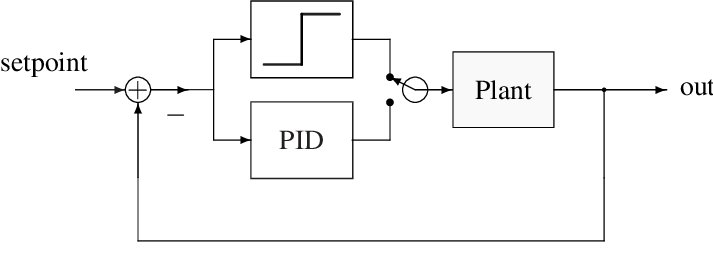 setpoint
+
−
PID
Plant
out